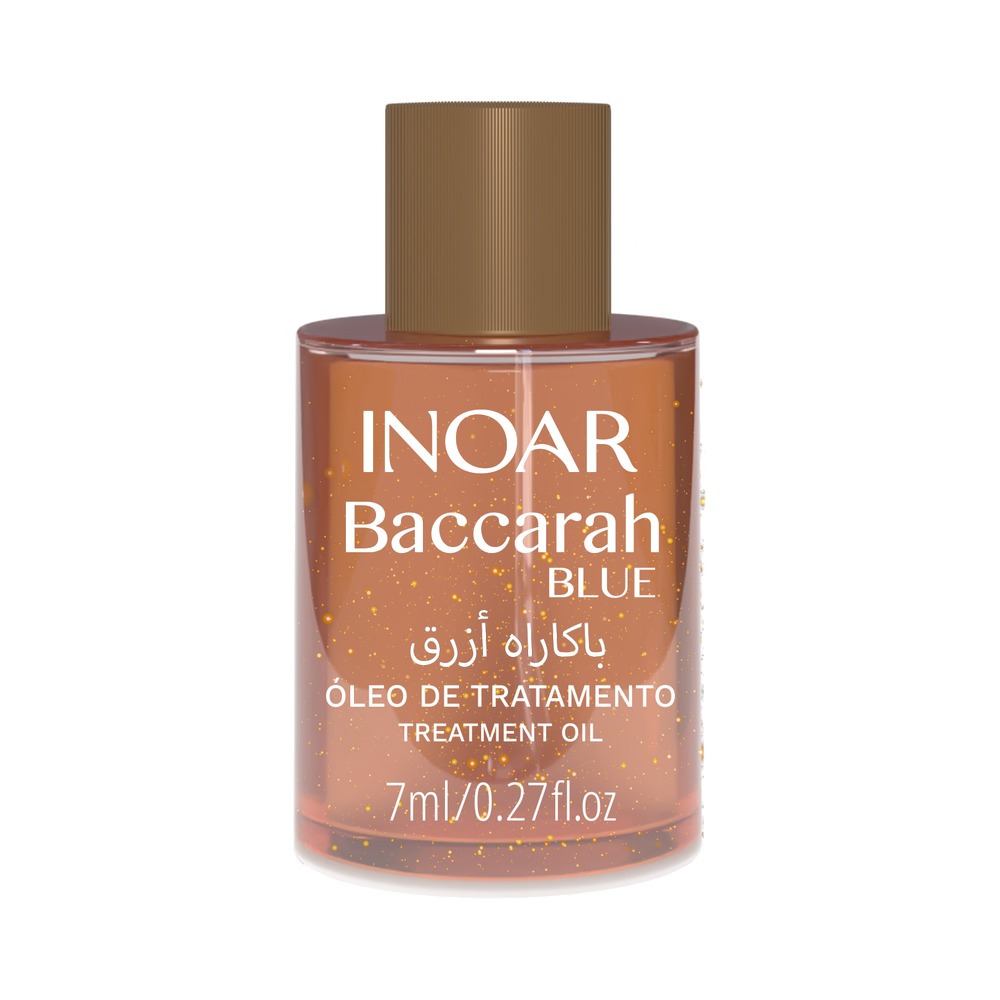 INOAR
Baccarah
BLUE
باكاراه أزرق
ÓLEO DE TRATAMENTO
TREATMENT OIL
7ml/0.27fl.oz